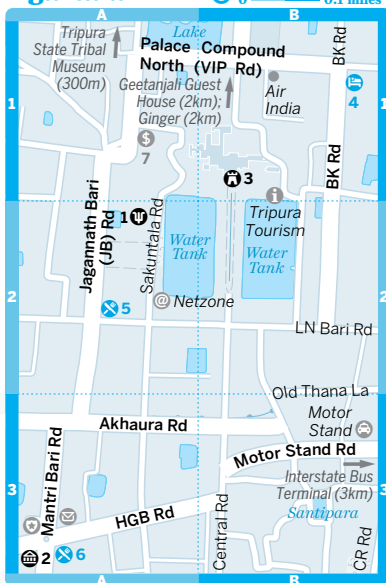 0.1 miles
A
B
Tripura
State Tribal
Museum
(300m)
Lake
Palace Compound
North (VIP Rd)
Geetanjali Guest
House (2km);
Ginger (2km)
Air
India
BK Rd
4
1
1
$
7
3
BK Rd
i
Tripura
Tourism
Jagannath Bari
(JB) Rd
1
Sakuntala Rd
Water
Tank
Water
Tank
2
2
@ Netzone
5
LN Bari Rd
Old Thana La
Motor
Stand
Akhaura Rd
Motor Stand Rd
Interstate Bus
Terminal (3km)
Mantri Bari Rd
3
3
HGB Rd
Central Rd
Santipara
CR Rd
2
6
A
B